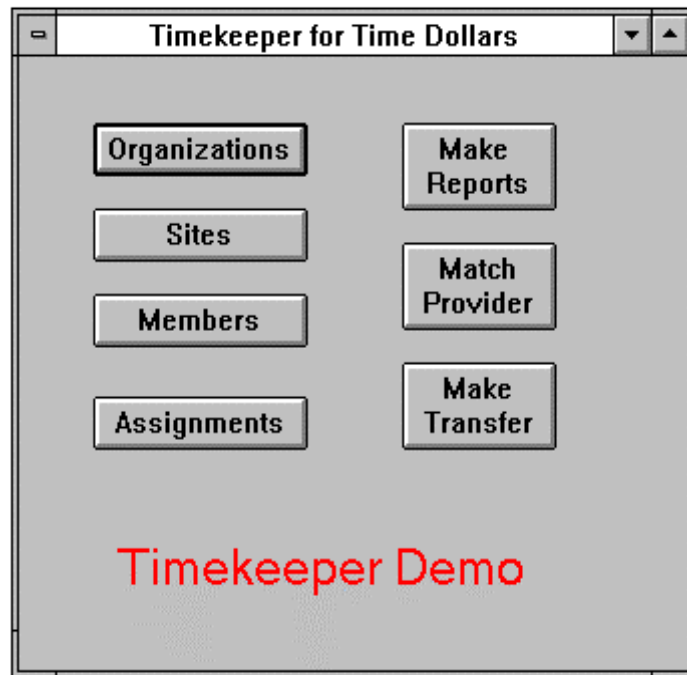 Timekeeper for Time Dollars
Organizations
Sites
Members
Assignments
Make
Reports
Match
Provider
Make
Transfer
Timekeeper Demo